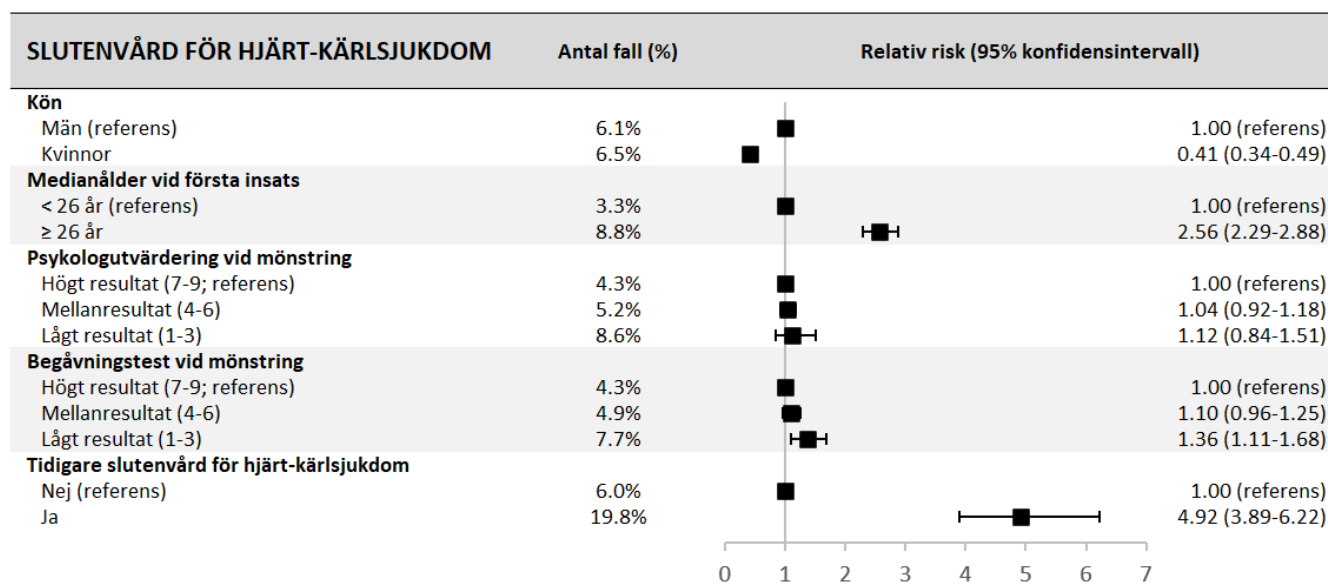 SLUTENVÅRD FÖR HJÄRT-KÄRLSJUKDOM Antal fall (%) Relativ risk (95% konfidensintervall)
Kön
Män (referens) 6.1% 1.00 (referens)
Kvinnor 6.5% 0.41 (0.34-0.49)
Medianålder vid första insats
< 26 år (referens) 3.3% 1.00 (referens)
≥ 26 år 8.8% 2.56 (2.29-2.88)
Psykologutvärdering vid mönstring
Högt resultat (7-9; referens) 4.3% 1.00 (referens)
Mellanresultat (4-6) 5.2% 1.04 (0.92-1.18)
Lågt resultat (1-3) 8.6% 1.12 (0.84-1.51)
Begåvningstest vid mönstring
Högt resultat (7-9; referens) 4.3% 1.00 (referens)
Mellanresultat (4-6) 4.9% 1.10 (0.96-1.25)
Lågt resultat (1-3) 7.7% 1.36 (1.11-1.68)
Tidigare slutenvård för hjärt-kärlsjukdom
Nej (referens) 6.0% 1.00 (referens)
Ja 19.8% 4.92 (3.89-6.22)
0 1 2 3 4 5 6 7